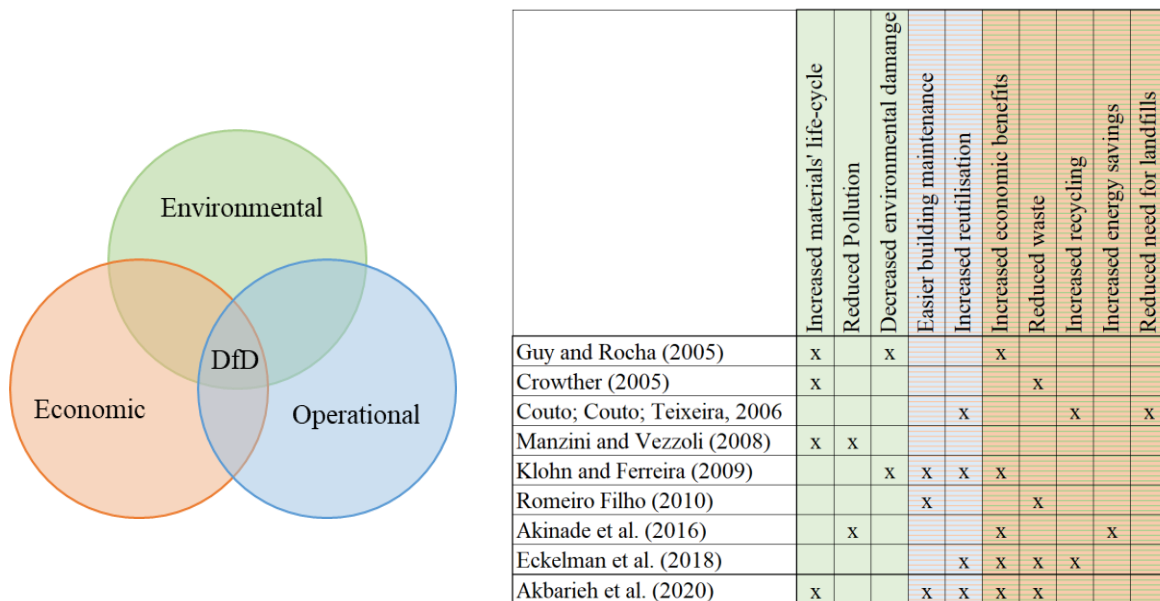 Environmental
DfD
Economic
Operational
Increased materials' life-cycle
Reduced Pollution
Decreased environmental damange
Easier building maintenance
Increased reutilisation
Increased economic benefits
Reduced waste
Increased recycling
Increased energy savings
Reduced need for landfills
Guy and Rocha (2005) x x x
Crowther (2005) x x
Couto; Couto; Teixeira, 2006 x x x
Manzini and Vezzoli (2008) x x
Klohn and Ferreira (2009) x x x x
Romeiro Filho (2010) x x
Akinade et al. (2016) x x x
Eckelman et al. (2018) x x x x
Akbarieh et al. (2020) x x x x x